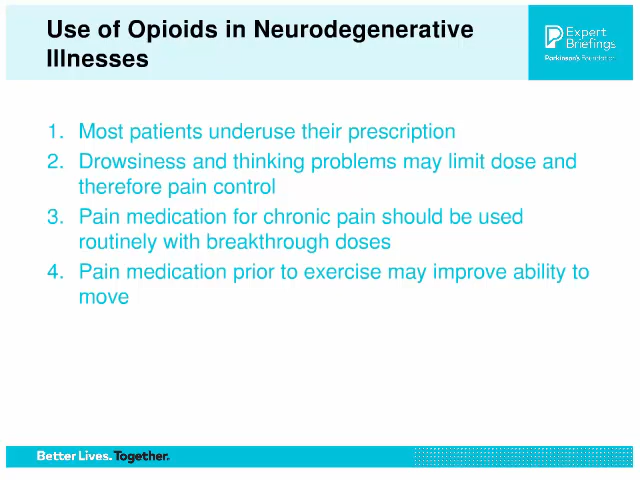 Use of Opioids in Neurodegenerative
Illnesses
Expert
Briefings
Parkinson's Foundation
1. Most patients underuse their prescription
2. Drowsiness and thinking problems may limit dose and
therefore pain control
3. Pain medication for chronic pain should be used
routinely with breakthrough doses
4. Pain medication prior to exercise may improve ability to
move
Better Lives. Together.